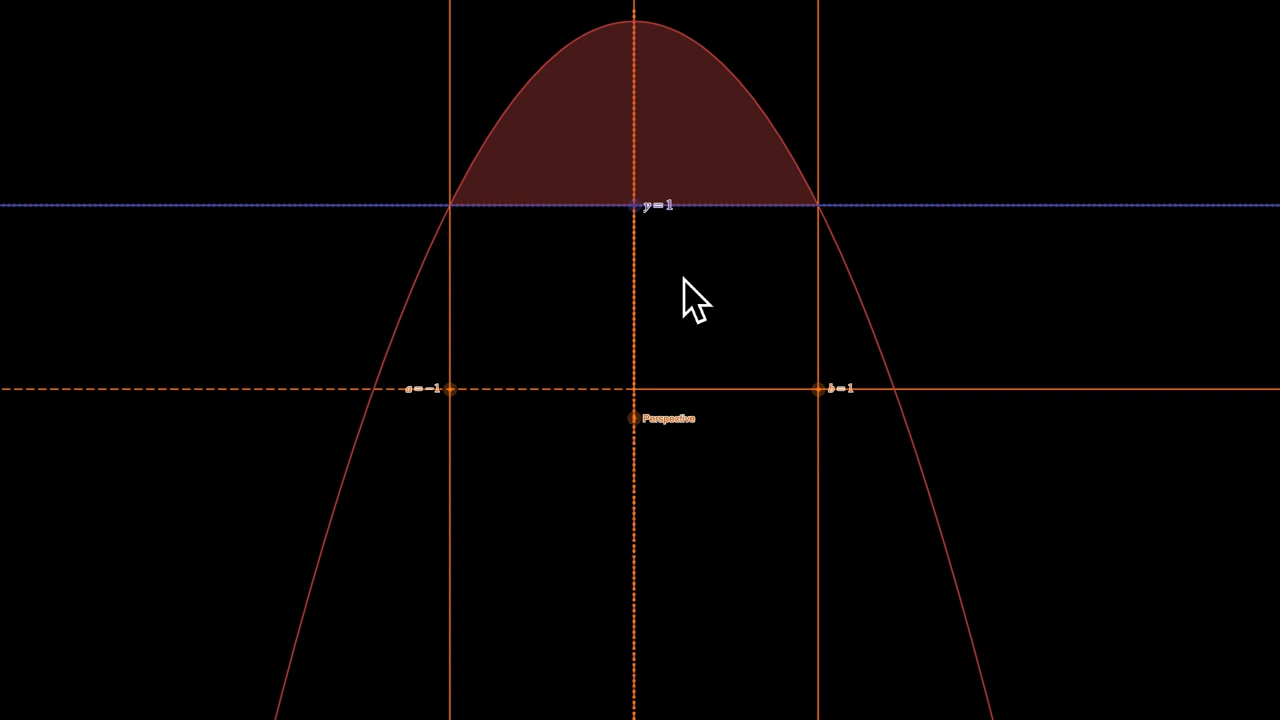 y = 1
a = −1
b = 1
Perspective